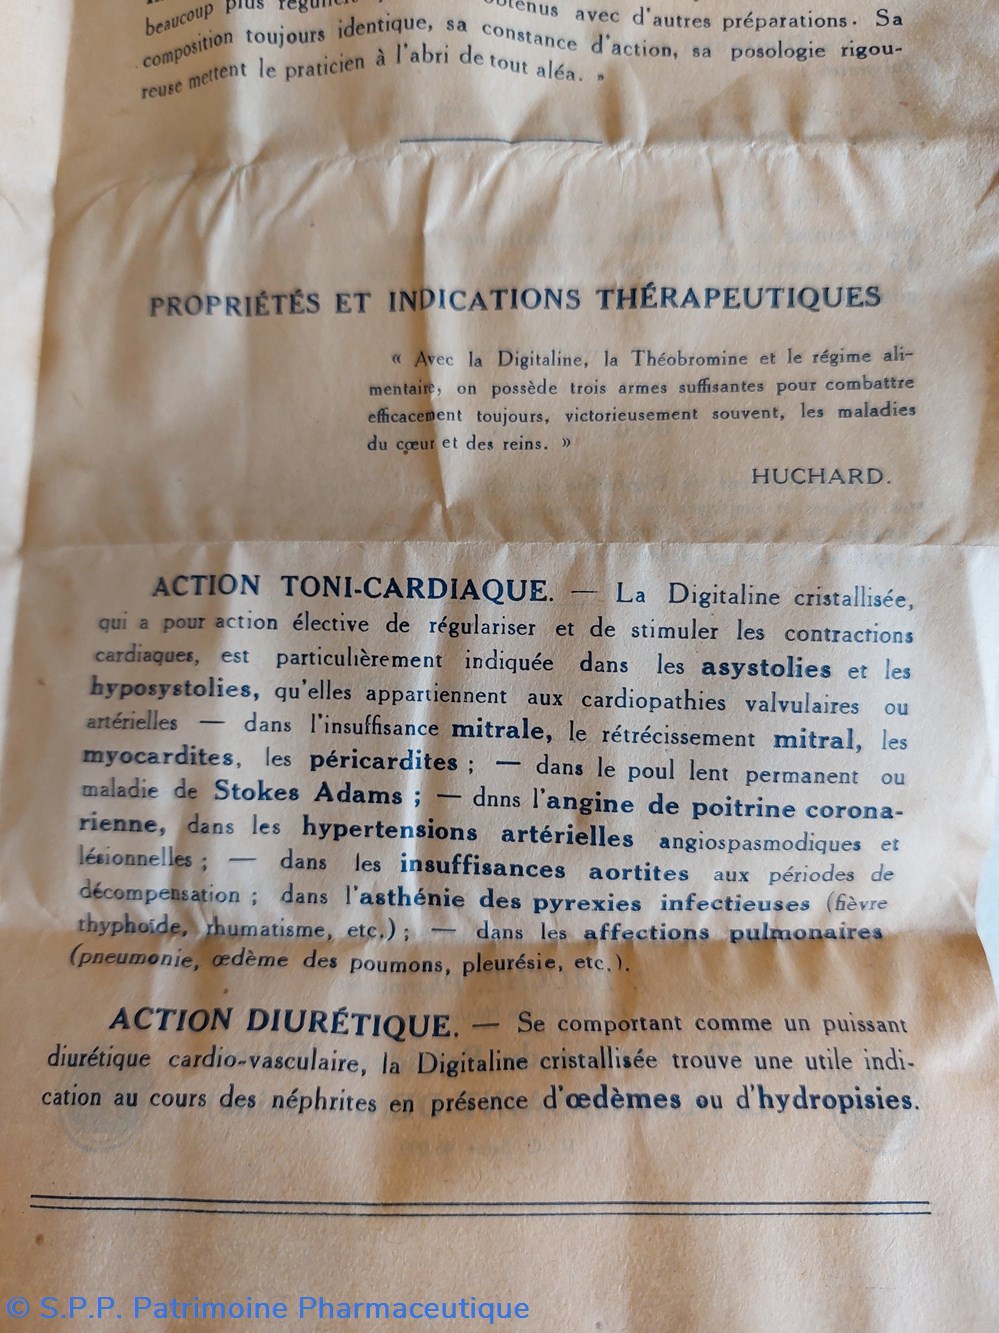 beaucoup plus obtenus avec d'autres préparations. Sa
composition toujours identique, sa constance d'action, sa posologie rigou-
reuse mettent le praticien à l'abri de tout aléa. »
PROPRIÉTÉS ET INDICATIONS THÉRAPEUTIQUES
« Avec la Digitaline, la Théobromine et le régime ali-
mentaire, on possède trois armes suffisantes pour combattre
efficacement toujours, victorieusement souvent, les maladies
du cœur et des reins. »
HUCHARD.
ACTION TONI-CARDIAQUE. — La Digitaline cristallisée,
qui a pour action élective de régulariser et de stimuler les contractions
cardiaques, est particulièrement indiquée dans les asystolies et les
hyposystolies, qu'elles appartiennent aux cardiopathies valvulaires ou
artérielles — dans l'insuffisance mitrale, le rétrécissement mitral, les
myocardites, les péricardites ; — dans le poul lent permanent ou
maladie de Stokes Adams ; — dnns l'angine de poitrine corona-
rienne, dans les hypertensions artérielles angiospasmodiques et
lésionnelles ; — dans les insuffisances aortites aux périodes de
décompensation ; dans l'asthénie des pyrexies infectieuses (fièvre
thyphoïde, rhumatisme, etc.) ; — dans les affections pulmonaires
(pneumonie, œdème des poumons, pleurésie, etc.).
ACTION DIURÉTIQUE. — Se comportant comme un puissant
diurétique cardio-vasculaire, la Digitaline cristallisée trouve une utile indi-
cation au cours des néphrites en présence d'œdèmes ou d'hydropisies.
© S.P.P. Patrimoine Pharmaceutique